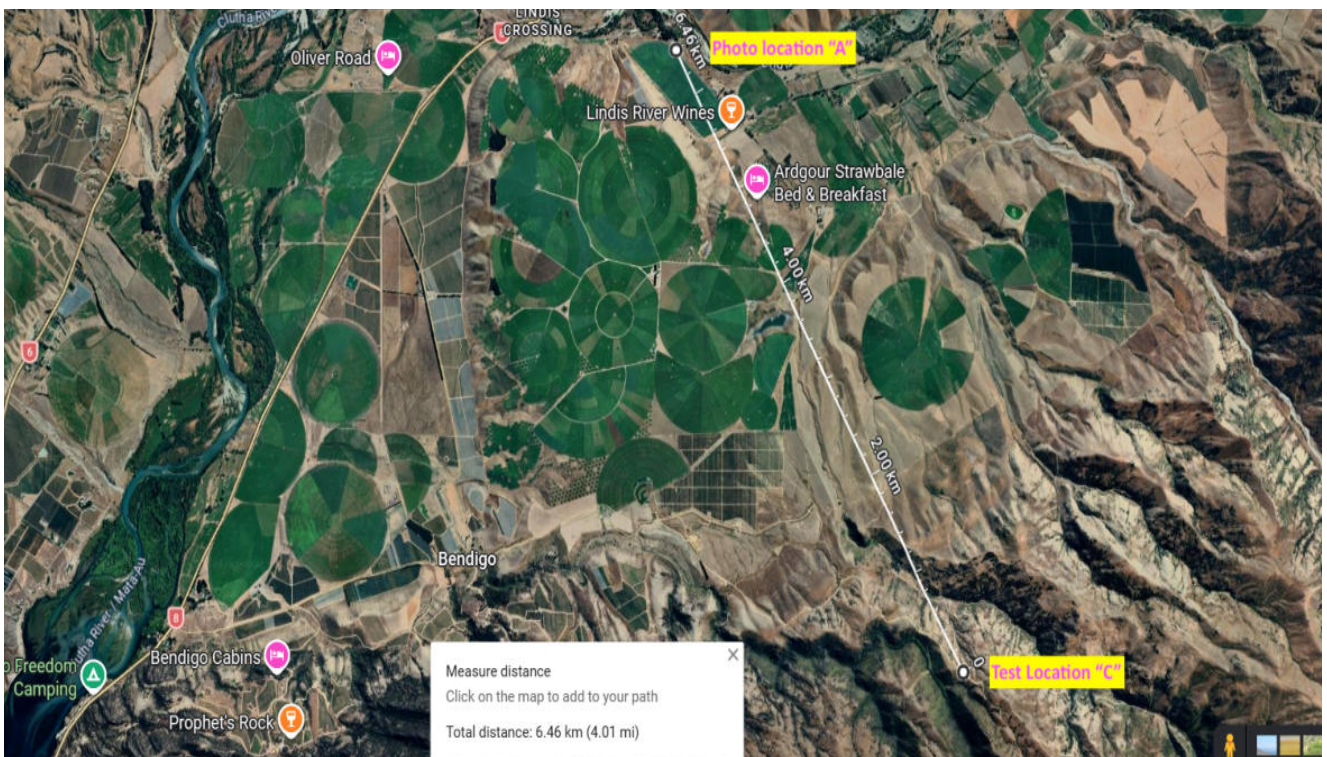 Clutha River
LINDIS
CROSSING
8
6.46 km
Photo location "A"
Oliver Road
Lindis River Wines
Ardgour Strawbale
Bed & Breakfast
4.00 km
6
2.00 km
Bendigo
8
Clutha River / Mata-Au
Bendigo Cabins
o Freedom
Camping
Prophet's Rock
0
Test Location "C"
Measure distance
Click on the map to add to your path
Total distance: 6.46 km (4.01 mi)